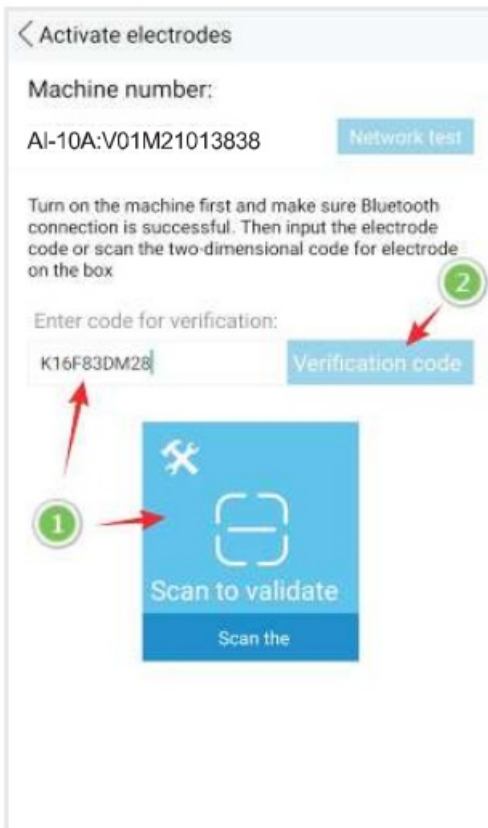 Activate electrodes
Machine number:
AI-10A:V01M21013838
Network test
Turn on the machine first and make sure Bluetooth
connection is successful. Then input the electrode
code or scan the two-dimensional code for electrode
on the box
2
Enter code for verification:
K16F83DM28
Verification code
1
Scan to validate
Scan the